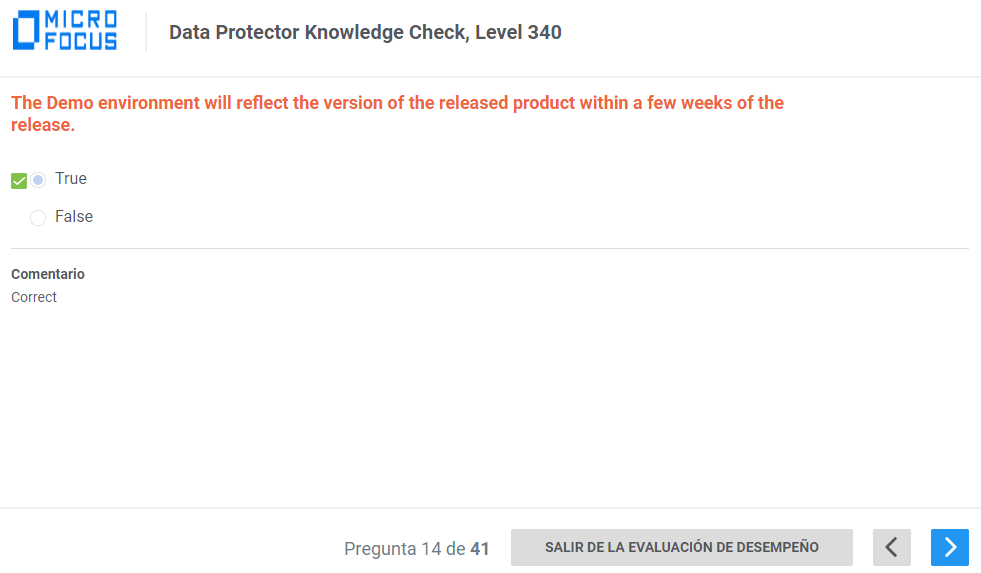 MICRO
FOCUS
Data Protector Knowledge Check, Level 340
The Demo environment will reflect the version of the released product within a few weeks of the
release.
True
False
Comentario
Correct
Pregunta 14 de 41
SALIR DE LA EVALUACIÓN DE DESEMPEÑO